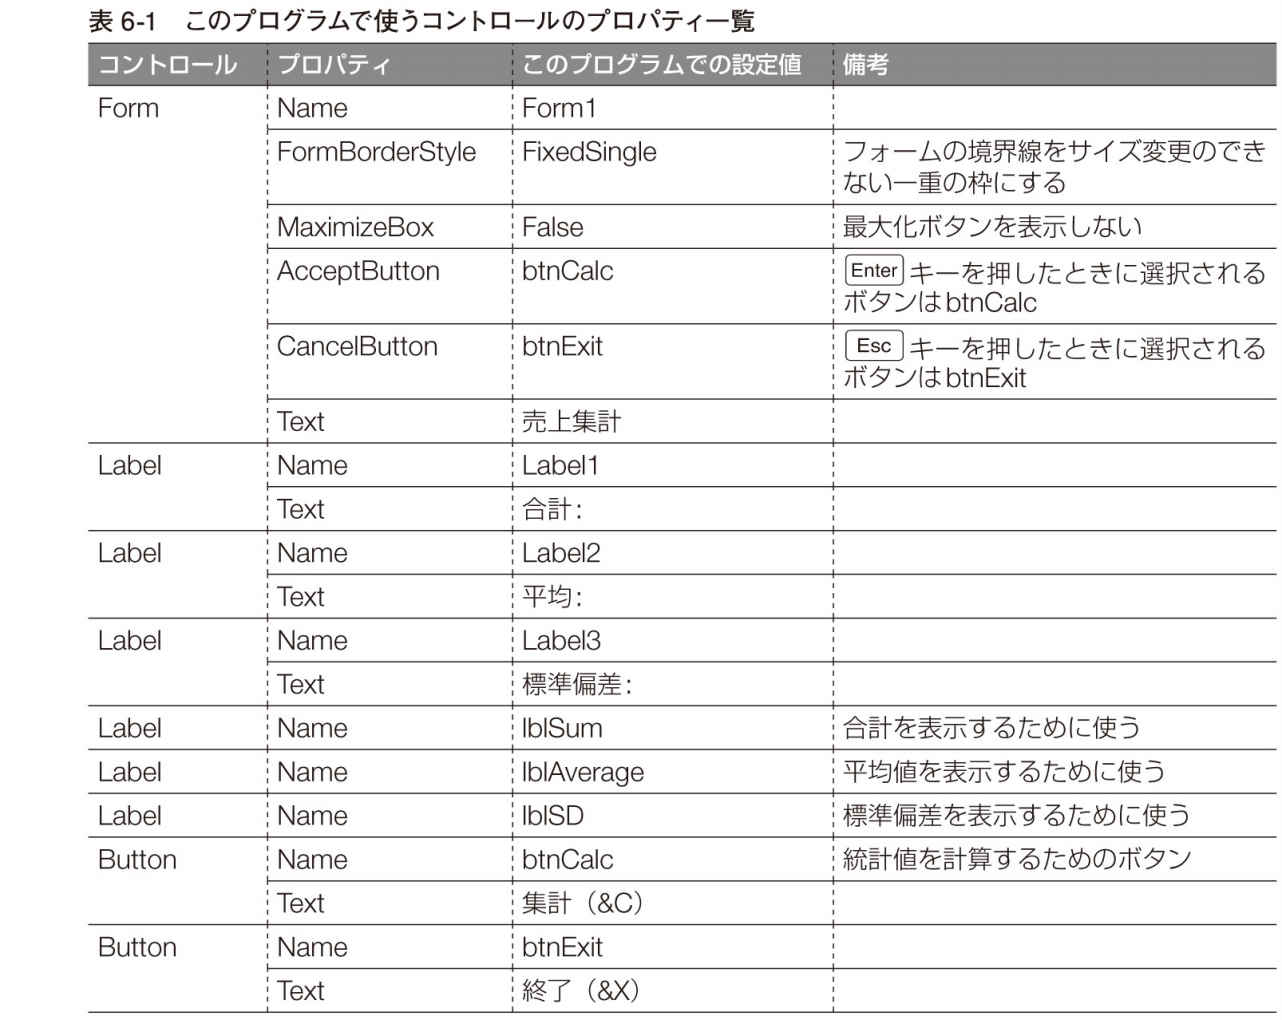 表 6-1　このプログラムで使うコントロールのプロパティ一覧
コントロール　プロパティ　このプログラムでの設定値　備考
Form　Name　Form1
FormBorderStyle　FixedSingle　フォームの境界線をサイズ変更のでき
ない一重の枠にする
MaximizeBox　False　最大化ボタンを表示しない
AcceptButton　btnCalc　Enter キーを押したときに選択される
ボタンはbtnCalc
CancelButton　btnExit　Esc キーを押したときに選択される
ボタンはbtnExit
Text　売上集計
Label　Name　Label1
Text　合計:
Label　Name　Label2
Text　平均:
Label　Name　Label3
Text　標準偏差:
Label　Name　lblSum　合計を表示するために使う
Label　Name　lblAverage　平均値を表示するために使う
Label　Name　lblSD　標準偏差を表示するために使う
Button　Name　btnCalc　統計値を計算するためのボタン
Text　集計（&C）
Button　Name　btnExit
Text　終了（&X）